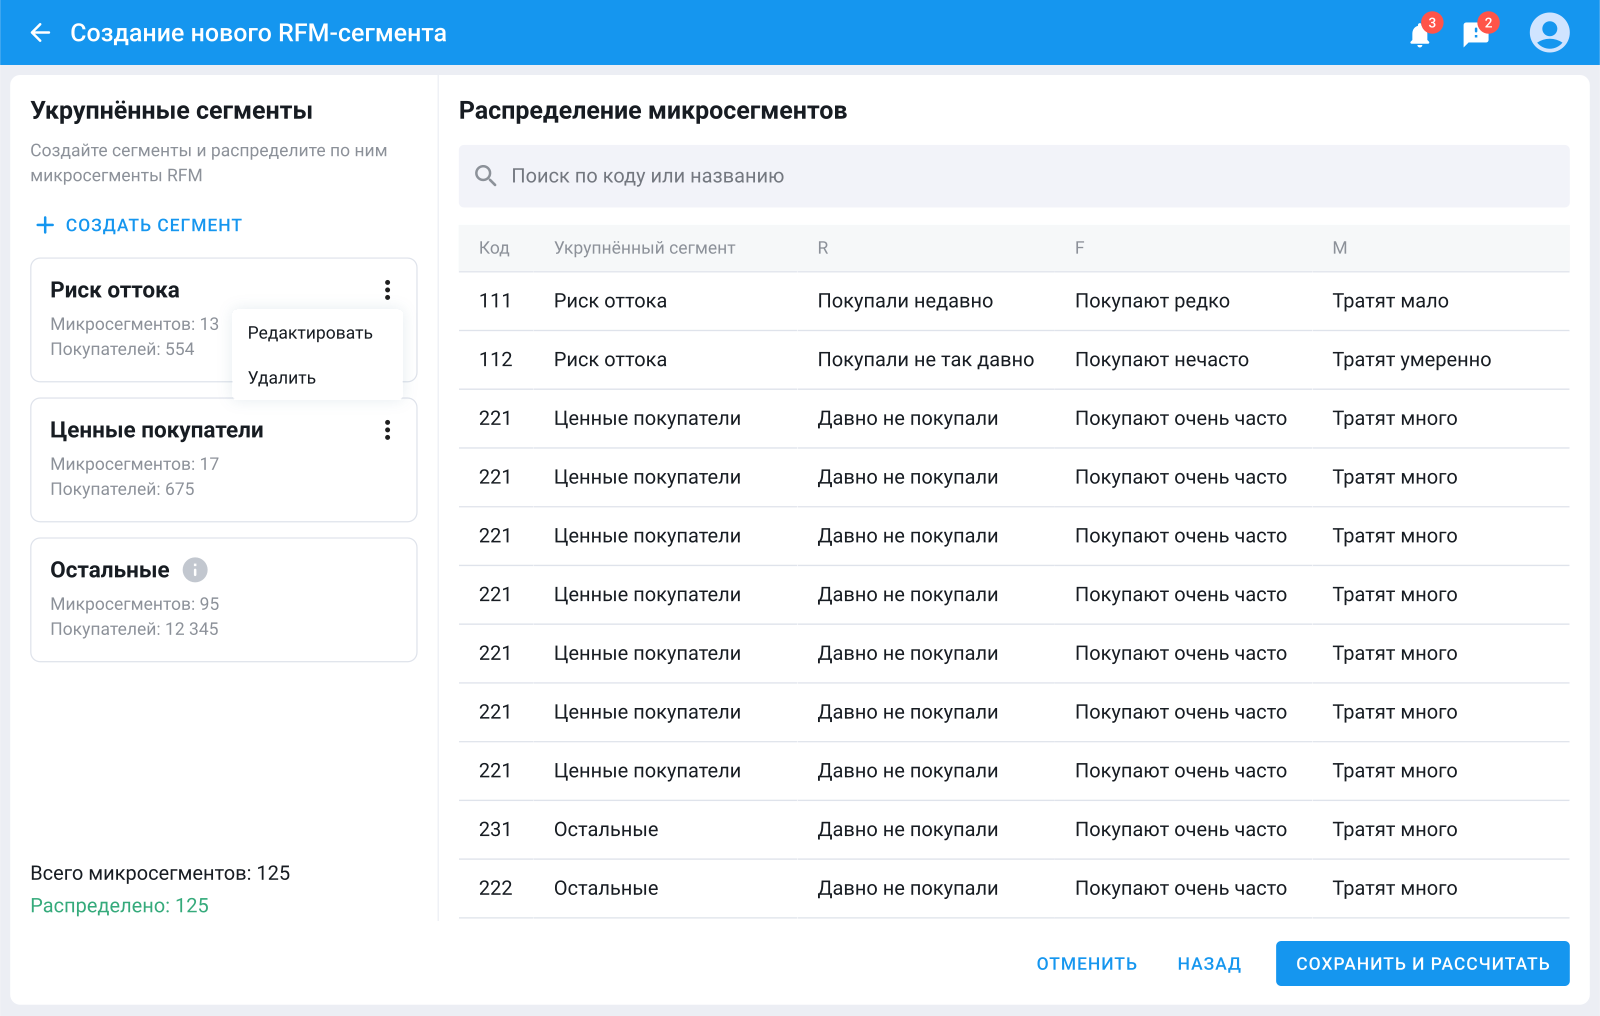 Создание нового RFM-сегмента
3
2
Укрупнённые сегменты
Создайте сегменты и распределите по ним
микросегменты RFM
СОЗДАТЬ СЕГМЕНТ
Риск оттока
Микросегментов: 13
Покупателей: 554
Редактировать
Удалить
Ценные покупатели
Микросегментов: 17
Покупателей: 675
Остальные
Микросегментов: 95
Покупателей: 12 345
Всего микросегментов: 125
Распределено: 125
Распределение микросегментов
Поиск по коду или названию
Код Укрупнённый сегмент R F M
111 Риск оттока Покупали недавно Покупают редко Тратят мало
112 Риск оттока Покупали не так давно Покупают нечасто Тратят умеренно
221 Ценные покупатели Давно не покупали Покупают очень часто Тратят много
221 Ценные покупатели Давно не покупали Покупают очень часто Тратят много
221 Ценные покупатели Давно не покупали Покупают очень часто Тратят много
221 Ценные покупатели Давно не покупали Покупают очень часто Тратят много
221 Ценные покупатели Давно не покупали Покупают очень часто Тратят много
221 Ценные покупатели Давно не покупали Покупают очень часто Тратят много
221 Ценные покупатели Давно не покупали Покупают очень часто Тратят много
231 Остальные Давно не покупали Покупают очень часто Тратят много
222 Остальные Давно не покупали Покупают очень часто Тратят много
ОТМЕНИТЬ НАЗАД СОХРАНИТЬ И РАССЧИТАТЬ